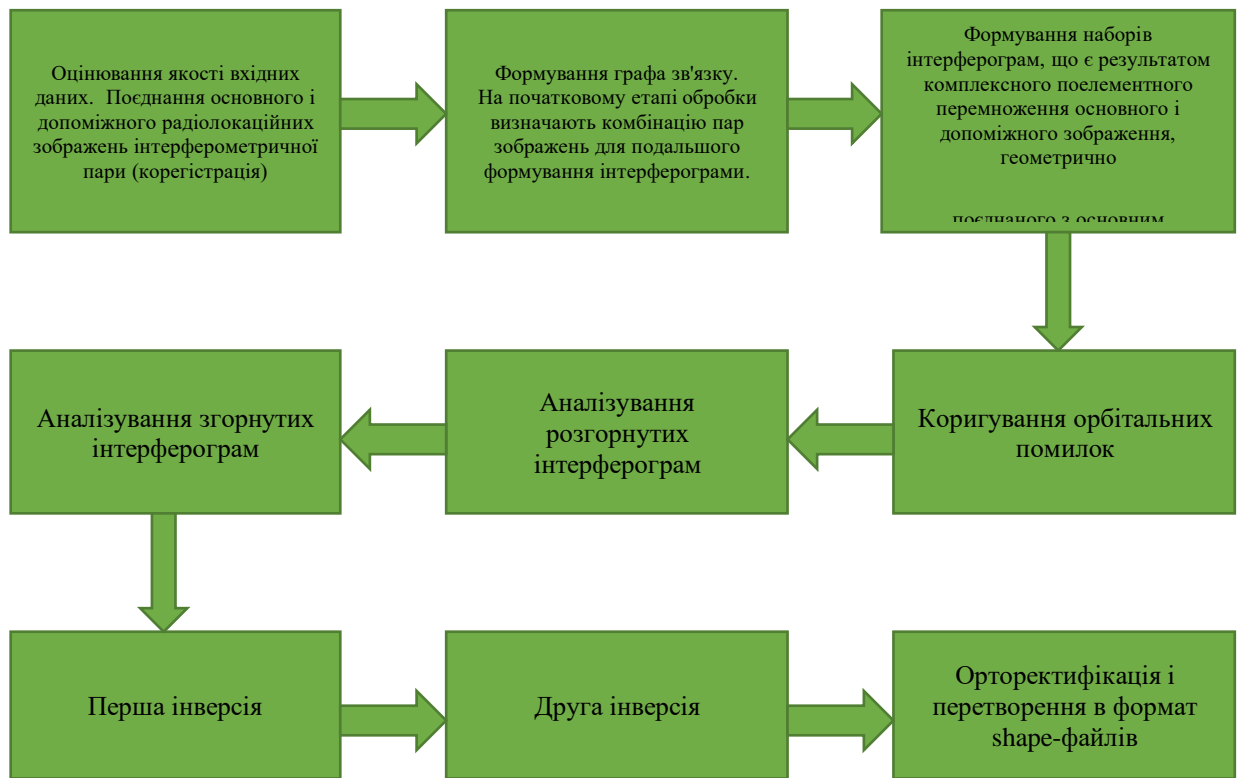 Оцінювання якості вхідних
даних. Поєднання основного і
допоміжного радіолокаційних
зображень інтерферометричної
пари (корегістрація)
Формування графа зв'язку.
На початковому етапі обробки
визначають комбінацію пар
зображень для подальшого
формування інтерферограми.
Формування наборів
інтерферограм, що є результатом
комплексного поелементного
перемноження основного і
допоміжного зображення,
геометрично
поєднаного з основним
Коригування орбітальних
помилок
Аналізування
розгорнутих
інтерферограм
Аналізування згорнутих
інтерферограм
Перша інверсія
Друга інверсія
Орторектифікація і
перетворення в формат
shape-файлів